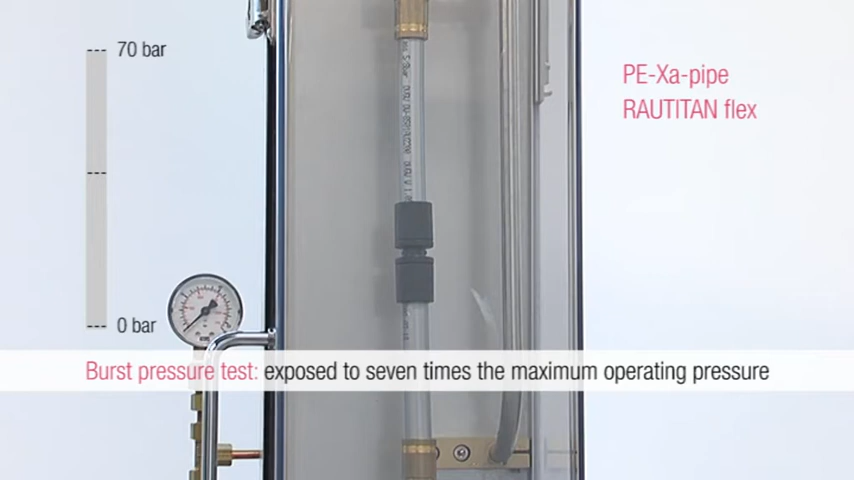 70 bar
PE-Xa-pipe
RAUTITAN flex
0 bar
Burst pressure test: exposed to seven times the maximum operating pressure